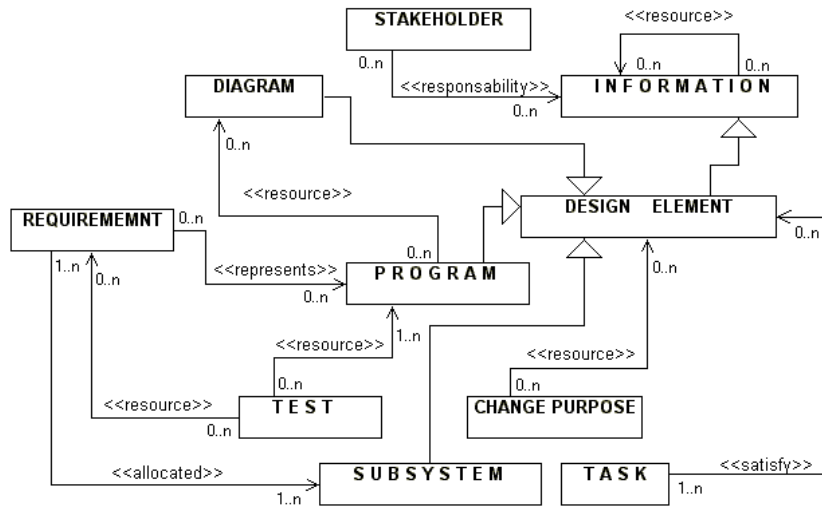 STAKEHOLDER
<<resource>>
0..n
<<responsability>>
0..n
0..n
0..n
DIAGRAM
INFORMATION
0..n
<<resource>>
REQUIREMEMNT
0..n
DESIGN ELEMENT
0..n
1..n
0..n
<<represents>>
0..n
0..n
PROGRAM
0..n
1..n
<<resource>>
<<resource>>
0..n
0..n
<<resource>>
0..n
TEST
CHANGE PURPOSE
<<allocated>>
1..n
SUBSYSTEM
TASK
<<satisfy>>
1..n